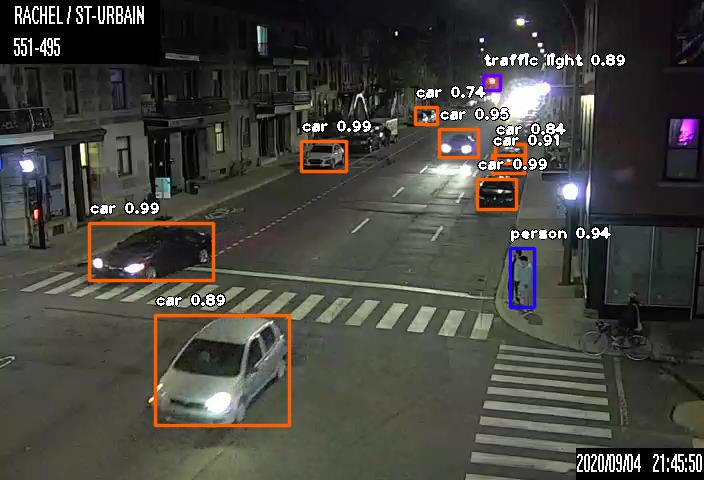 RACHEL / ST-URBAIN
551-495
traffic light 0.89
car 0.74
car 0.95
car 0.99
car 0.84
car 0.91
car 0.99
car 0.99
person 0.94
car 0.89
2020/09/04 21:45:50